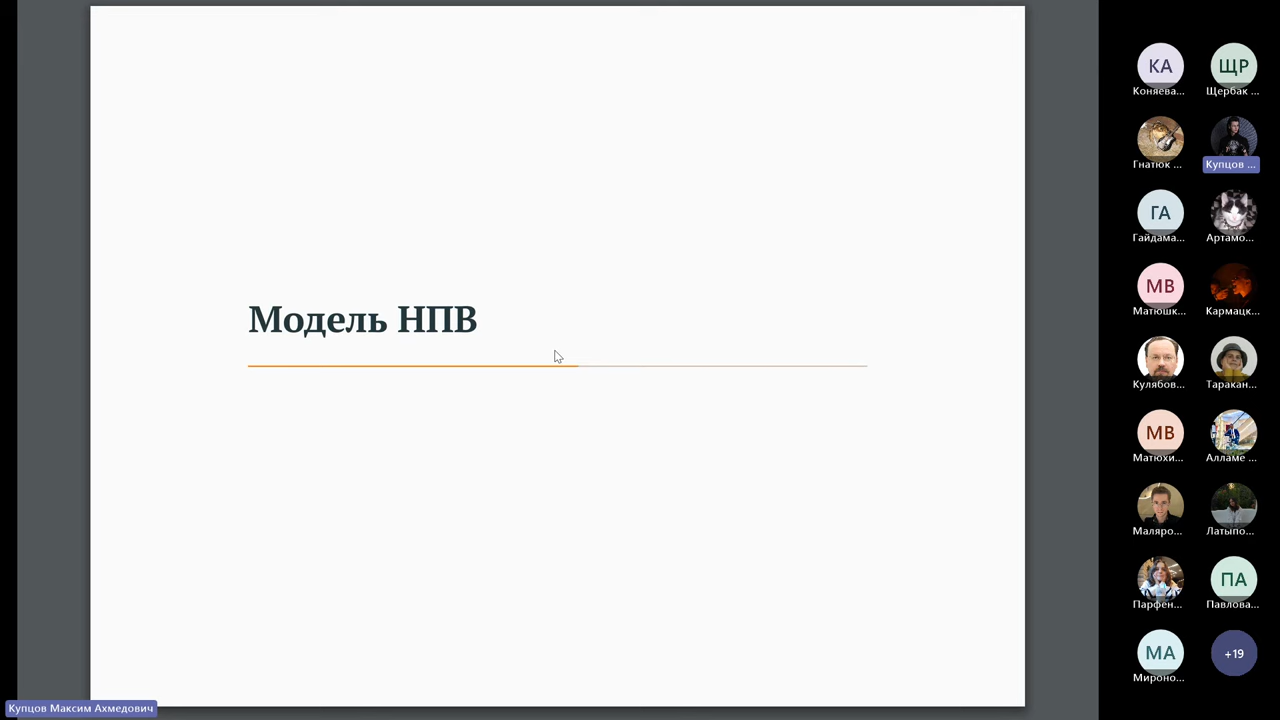 Модель НПВ
КА
Коняева...
ЩР
Щербак ...
Гнатюк ...
Купцов ...
ГА
Гайдама...
Артамо...
МВ
Матюшк...
Кармацк...
Кулябов...
Таракан...
МВ
Матюхи...
Алламе ...
Маляро...
Латыпо...
Парфен...
ПА
Павлова...
МА
Мироно...
+19
Купцов Максим Ахмедович